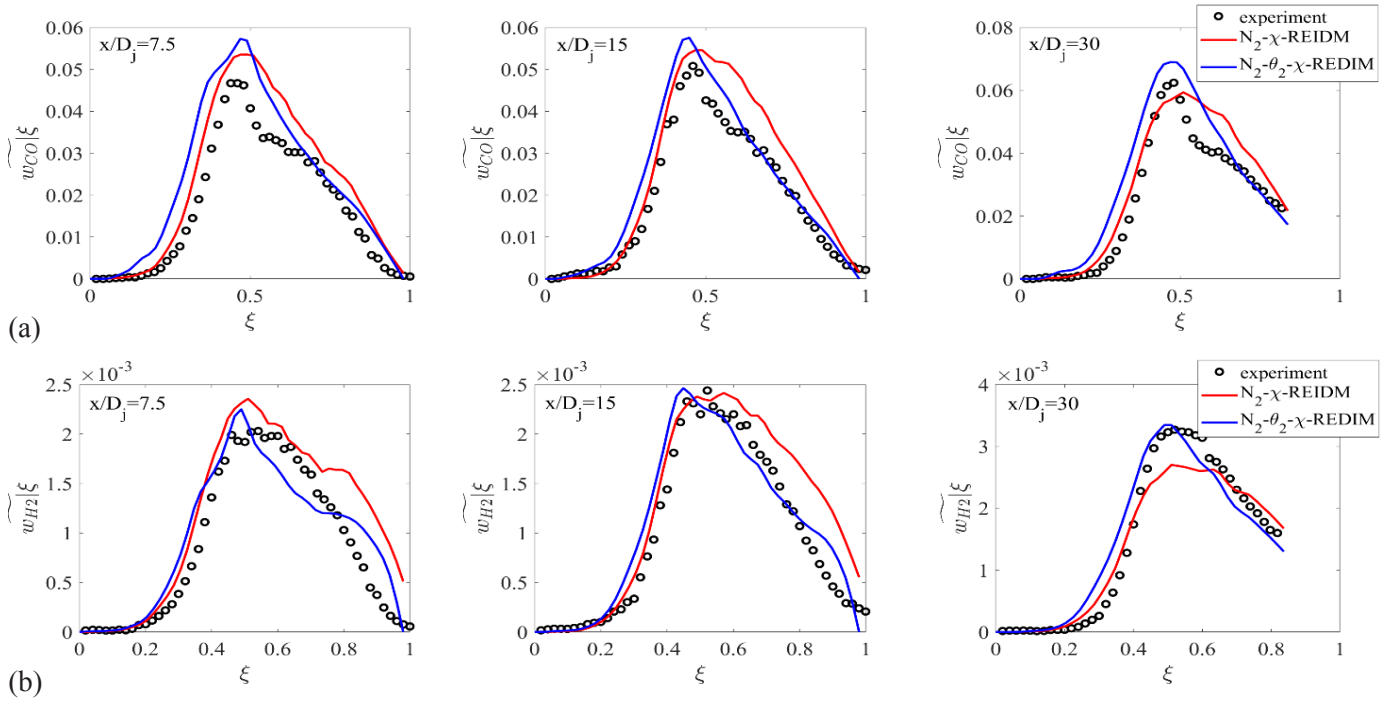 0.06
0.05
0.04
0.03
0.02
0.01
0
x/D_j=7.5
0 0.5 1
ξ
w_CO|ξ
0.06
0.05
0.04
0.03
0.02
0.01
0
x/D_j=15
0 0.5 1
ξ
w_CO|ξ
0.08
0.06
0.04
0.02
0
x/D_j=30
0 0.5 1
ξ
w_CO|ξ
experiment
N_2-χ-REIDM
N_2-θ_2-χ-REDIM
(a)
×10^-3
2.5
2
1.5
1
0.5
0
x/D_j=7.5
0 0.2 0.4 0.6 0.8 1
ξ
w_H2|ξ
×10^-3
2.5
2
1.5
1
0.5
0
x/D_j=15
0 0.2 0.4 0.6 0.8 1
ξ
w_H2|ξ
×10^-3
4
3
2
1
0
x/D_j=30
0 0.2 0.4 0.6 0.8 1
ξ
w_H2|ξ
experiment
N_2-χ-REIDM
N_2-θ_2-χ-REDIM
(b)